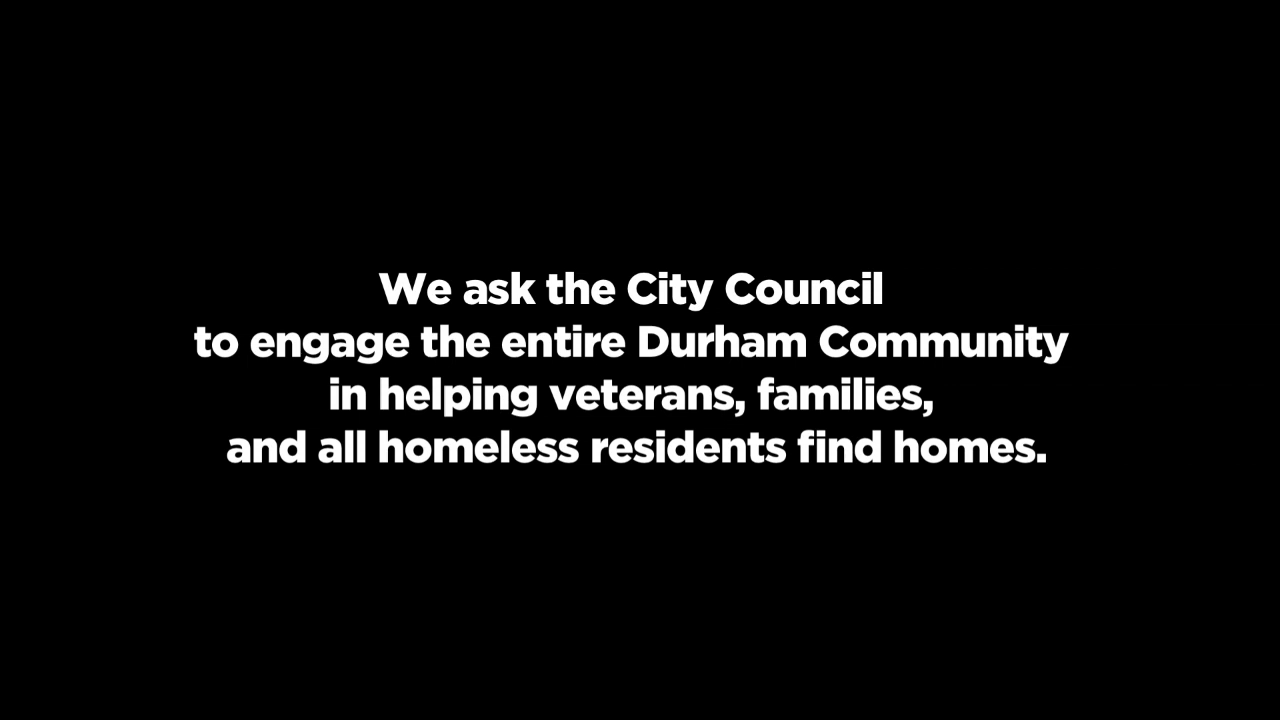 We ask the City Council
to engage the entire Durham Community
in helping veterans, families,
and all homeless residents find homes.